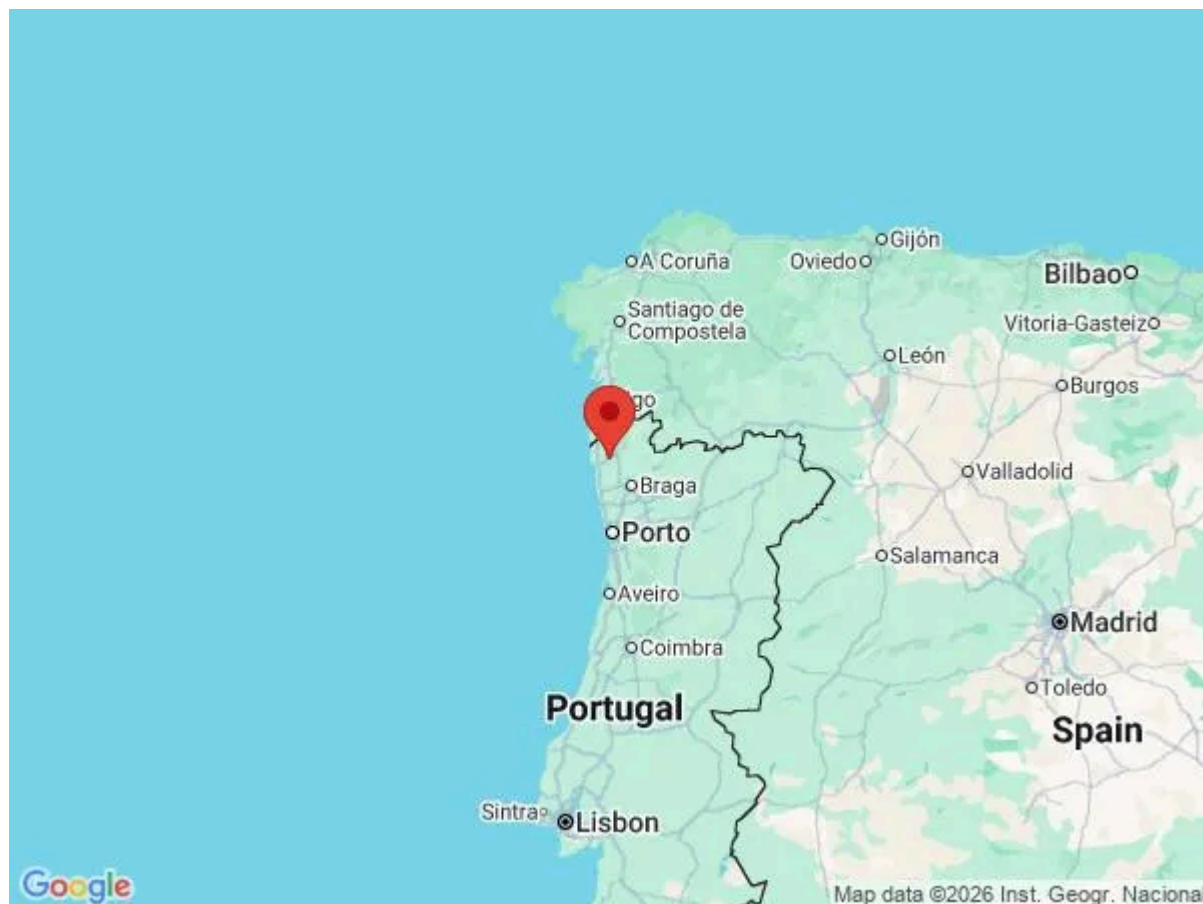 Gijón
A Coruña
Oviedo
Bilbao
Santiago de
Compostela
Vitoria-Gasteiz
León
Burgos
Valladolid
Braga
Porto
Salamanca
Aveiro
Madrid
Coimbra
Toledo
Portugal
Spain
Sintra
Lisbon
Google
Map data ©2026 Inst. Geogr. Nacional